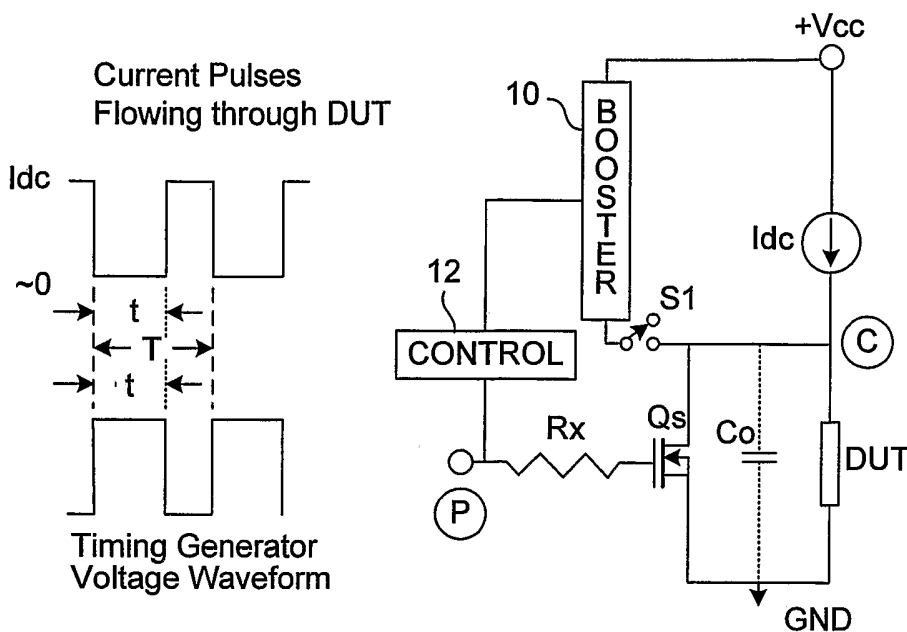 Current Pulses
Flowing through DUT
Idc
~0
t
T
t
Timing Generator
Voltage Waveform
+Vcc
10
BOOSTER
Idc
12
S1
CONTROL
C
Qs
Rx
Co
DUT
P
GND